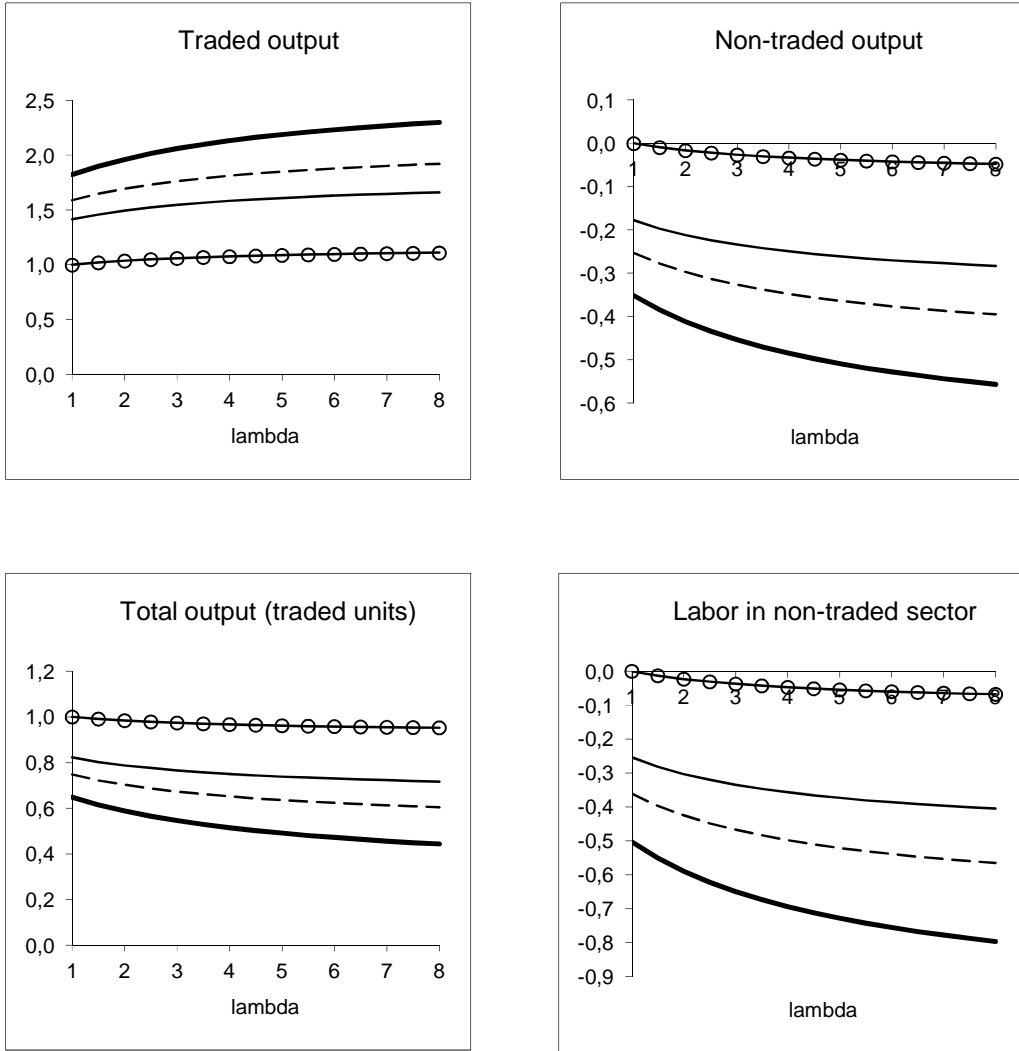 Traded output
2,5
2,0
1,5
1,0
0,5
0,0
1 2 3 4 5 6 7 8
lambda
Non-traded output
0,1
0,0
-0,1
-0,2
-0,3
-0,4
-0,5
-0,6
1 2 3 4 5 6 7 8
lambda
Total output (traded units)
1,2
1,0
0,8
0,6
0,4
0,2
0,0
1 2 3 4 5 6 7 8
lambda
Labor in non-traded sector
0,0
-0,1
-0,2
-0,3
-0,4
-0,5
-0,6
-0,7
-0,8
-0,9
1 2 3 4 5 6 7 8
lambda